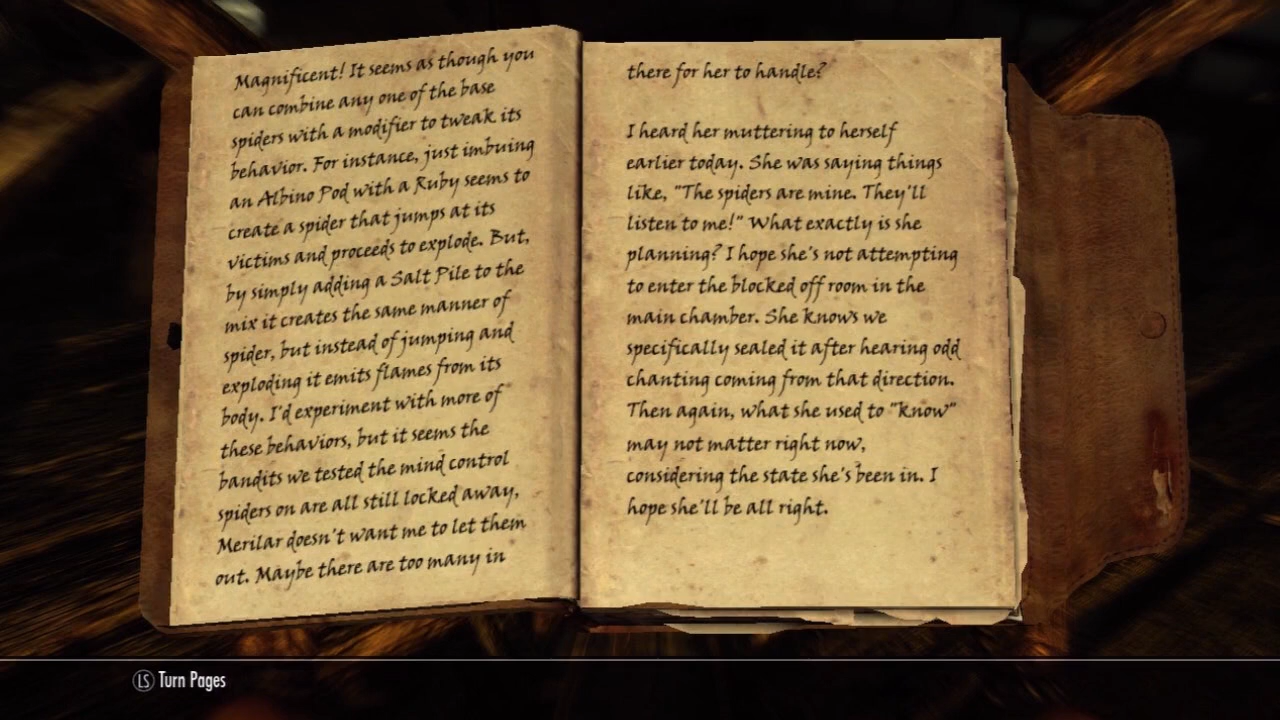 Magnificent! It seems as though you
can combine any one of the base
spiders with a modifier to tweak its
behavior. For instance, just imbuing
an Albino Pod with a Ruby seems to
create a spider that jumps at its
victims and proceeds to explode. But,
by simply adding a Salt Pile to the
mix it creates the same manner of
spider, but instead of jumping and
exploding it emits flames from its
body. I'd experiment with more of
these behaviors, but it seems the
bandits we tested the mind control
spiders on are all still locked away,
Merilar doesn't want me to let them
out. Maybe there are too many in
there for her to handle?
I heard her muttering to herself
earlier today. She was saying things
like, "The spiders are mine. They'll
listen to me!" What exactly is she
planning? I hope she's not attempting
to enter the blocked off room in the
main chamber. She knows we
specifically sealed it after hearing odd
chanting coming from that direction.
Then again, what she used to "know"
may not matter right now,
considering the state she's been in. I
hope she'll be all right.
LS Turn Pages